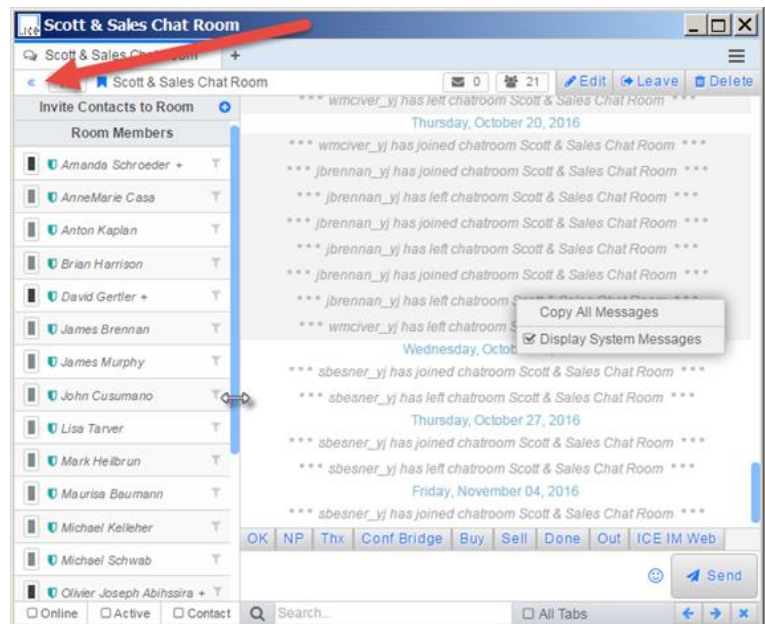 ICE Scott & Sales Chat Room
Scott & Sales Room +
« Scott & Sales Chat Room 0 21 Edit Leave Delete
Invite Contacts to Room
Room Members
Amanda Schroeder +
AnneMarie Casa
Anton Kaplan
Brian Harrison
David Gertler +
James Brennan
James Murphy
John Cusumano
Lisa Tarver
Mark Heilbrun
Maurisa Baumann
Michael Kelleher
Michael Schwab
Olivier Joseph Abihssira +
Online Active Contact
*** wmciver_yj has left chatroom Scott & Sales Chat Room ***
Thursday, October 20, 2016
*** wmciver_yj has joined chatroom Scott & Sales Chat Room ***
*** jbrennan_yj has joined chatroom Scott & Sales Chat Room ***
*** jbrennan_yj has left chatroom Scott & Sales Chat Room ***
*** jbrennan_yj has joined chatroom Scott & Sales Chat Room ***
*** jbrennan_yj has left chatroom Scott & Sales Chat Room ***
*** jbrennan_yj has joined chatroom Scott & Sales Chat Room ***
*** jbrennan_yj has left chatroom
*** wmciver_yj has left chatroom
Copy All Messages
Display System Messages
Wednesday,
*** sbesner_yj has joined chatroom Scott & Sales Chat Room ***
*** sbesner_yj has left chatroom Scott & Sales Chat Room ***
Thursday, October 27, 2016
*** sbesner_yj has joined chatroom Scott & Sales Chat Room ***
*** sbesner_yj has left chatroom Scott & Sales Chat Room ***
Friday, November 04, 2016
*** sbesner_yj has joined chatroom Scott & Sales Chat Room ***
OK NP Thx Conf Bridge Buy Sell Done Out ICE IM Web
Send
Search... All Tabs